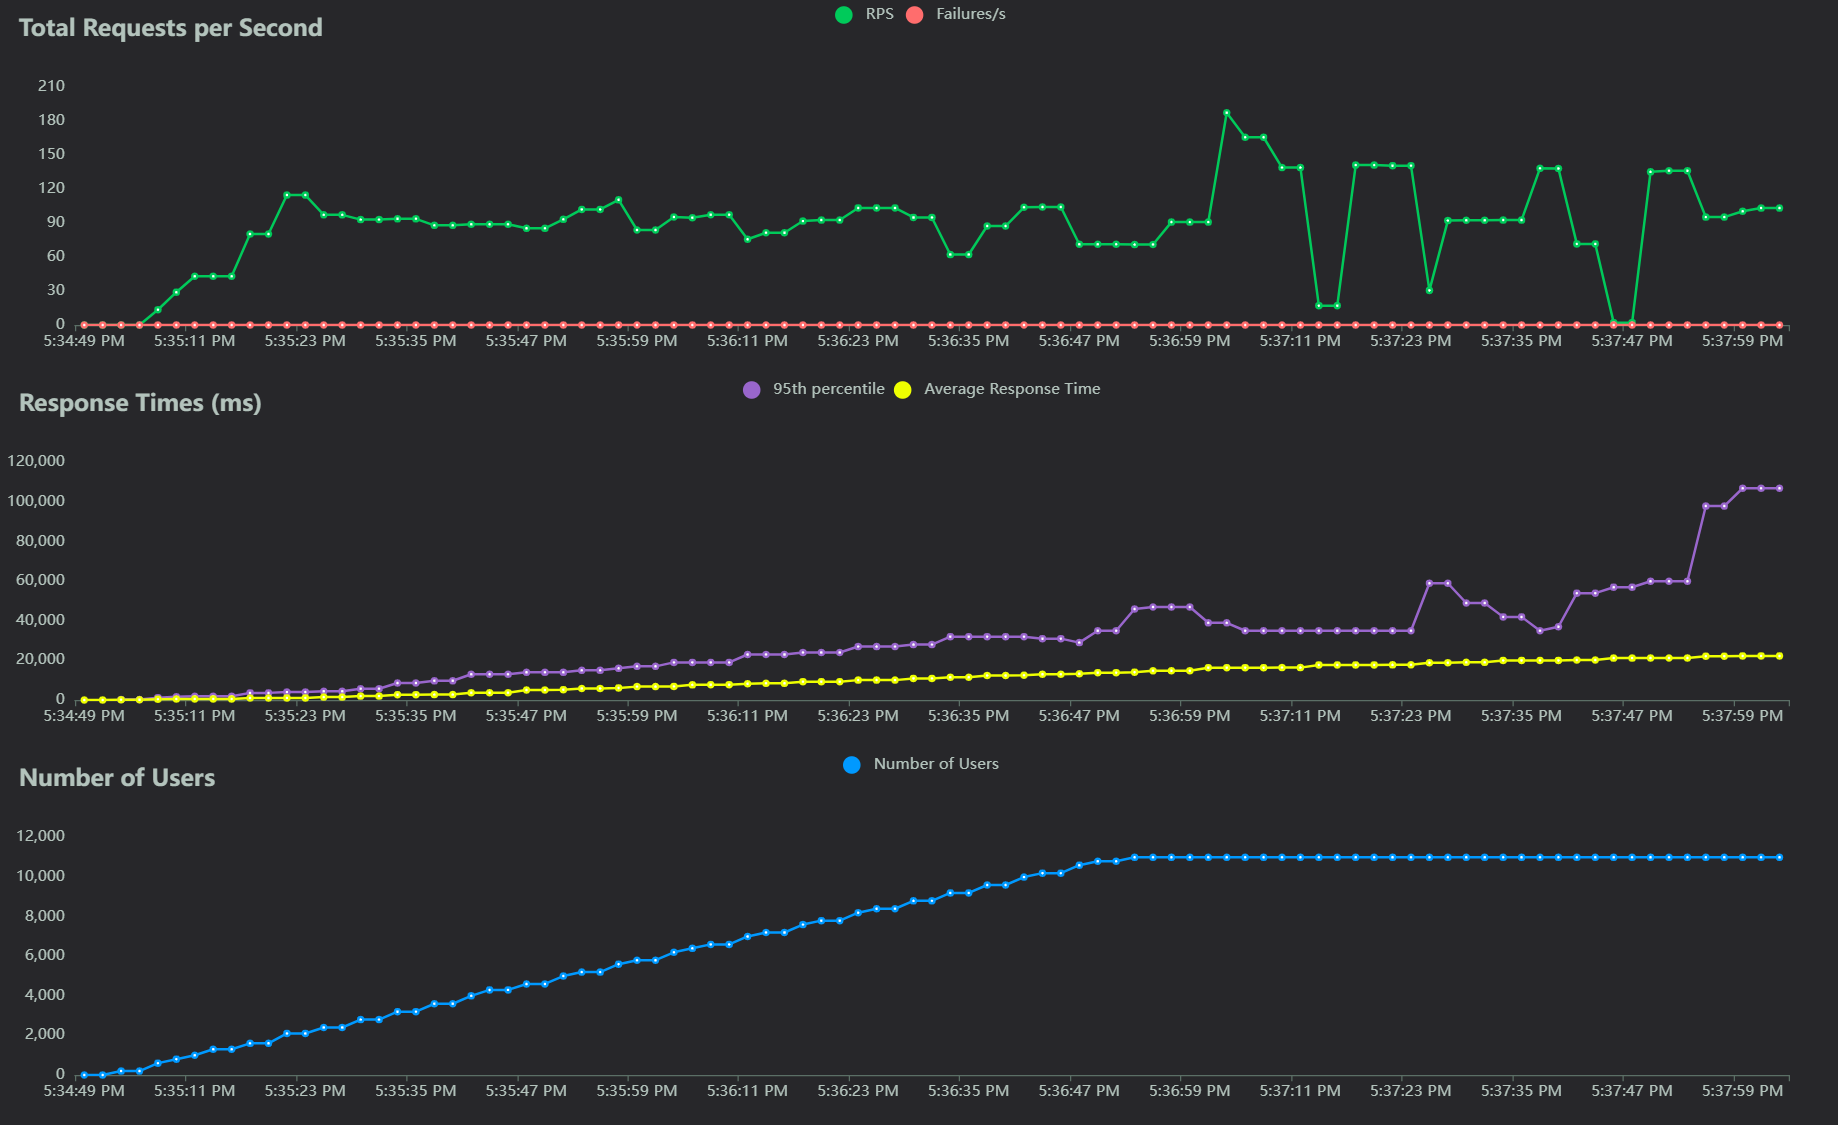 Total Requests per Second
RPS Failures/s
210
180
150
120
90
60
30
0
5:34:49 PM 5:35:11 PM 5:35:23 PM 5:35:35 PM 5:35:47 PM 5:35:59 PM 5:36:11 PM 5:36:23 PM 5:36:35 PM 5:36:47 PM 5:36:59 PM 5:37:11 PM 5:37:23 PM 5:37:35 PM 5:37:47 PM 5:37:59 PM
Response Times (ms)
95th percentile Average Response Time
120,000
100,000
80,000
60,000
40,000
20,000
0
5:34:49 PM 5:35:11 PM 5:35:23 PM 5:35:35 PM 5:35:47 PM 5:35:59 PM 5:36:11 PM 5:36:23 PM 5:36:35 PM 5:36:47 PM 5:36:59 PM 5:37:11 PM 5:37:23 PM 5:37:35 PM 5:37:47 PM 5:37:59 PM
Number of Users
Number of Users
12,000
10,000
8,000
6,000
4,000
2,000
0
5:34:49 PM 5:35:11 PM 5:35:23 PM 5:35:35 PM 5:35:47 PM 5:35:59 PM 5:36:11 PM 5:36:23 PM 5:36:35 PM 5:36:47 PM 5:36:59 PM 5:37:11 PM 5:37:23 PM 5:37:35 PM 5:37:47 PM 5:37:59 PM